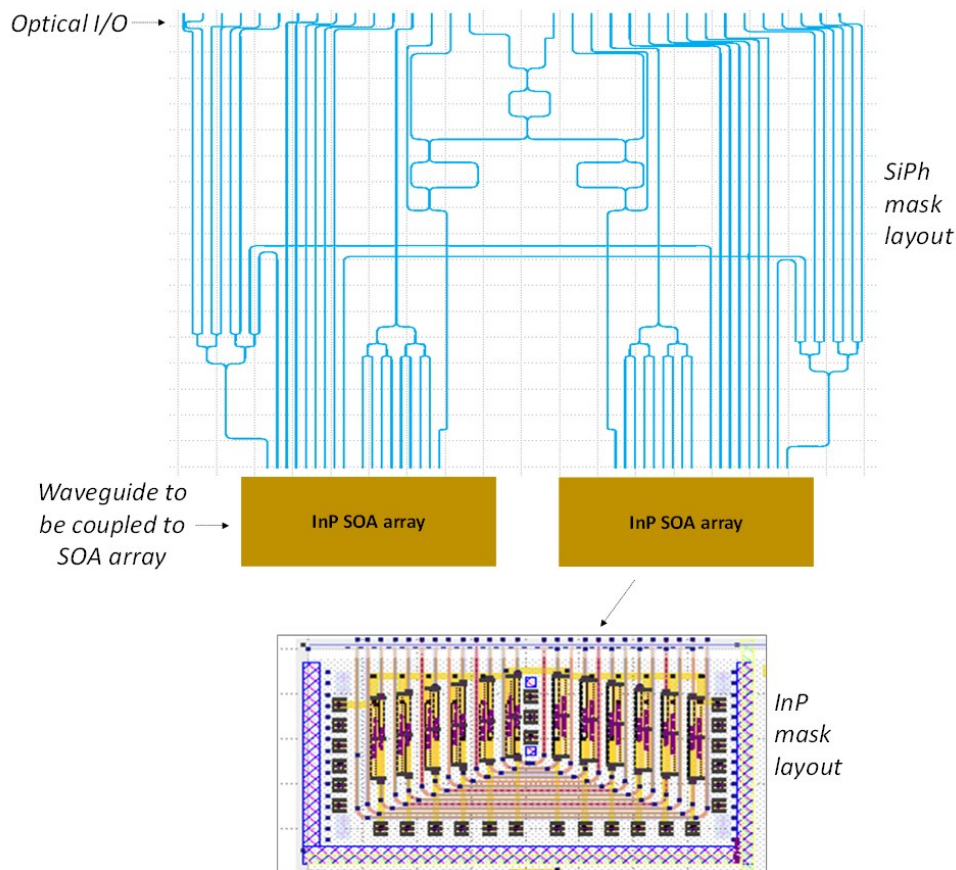 Optical I/O
SiPh
mask
layout
Waveguide to
be coupled to
SOA array
InP SOA array
InP SOA array
InP
mask
layout